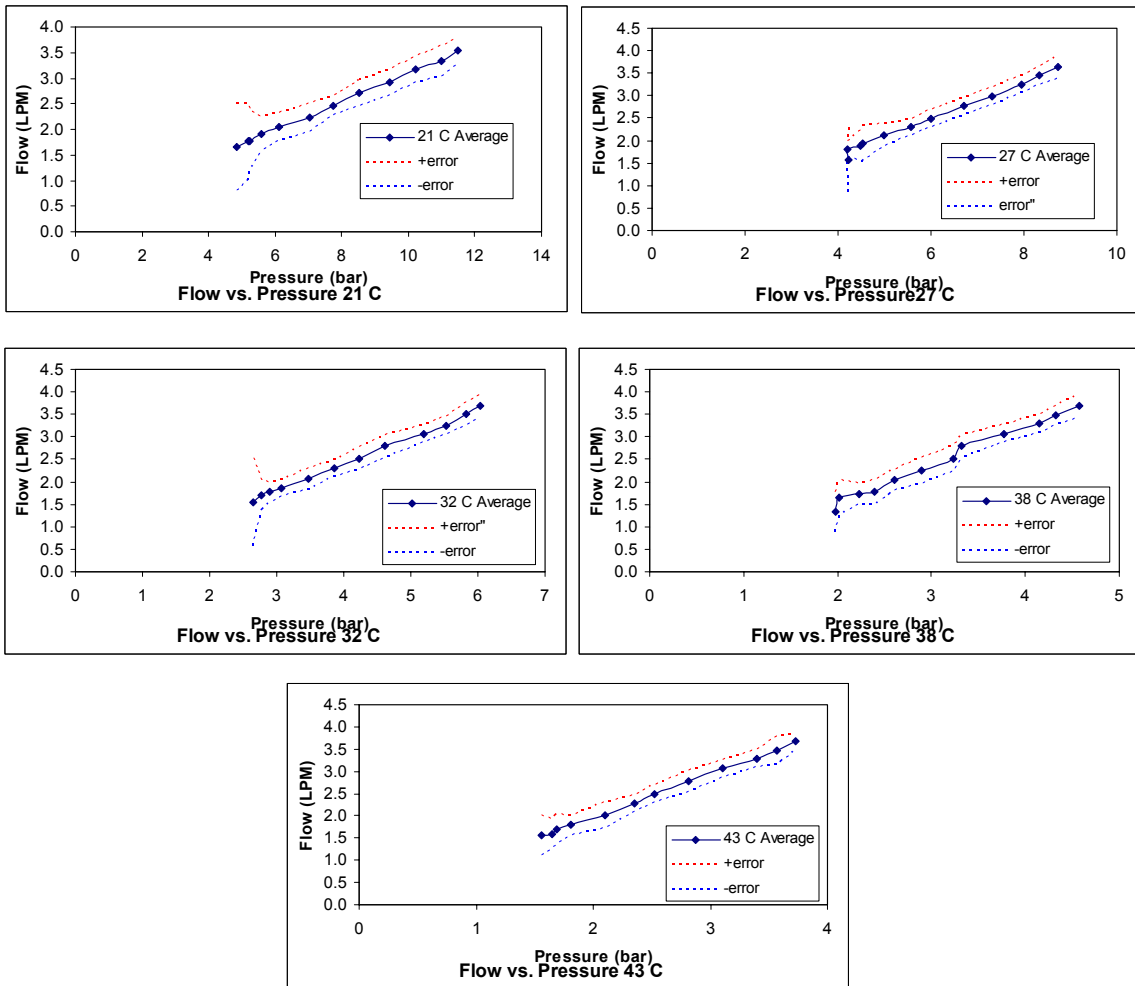 4.0
3.5
3.0
2.5
2.0
1.5
1.0
0.5
0.0
Flow (LPM)
21 C Average
+error
-error
0 2 4 6 8 10 12 14
Pressure (bar)
Flow vs. Pressure 21 C
4.5
4.0
3.5
3.0
2.5
2.0
1.5
1.0
0.5
0.0
Flow (LPM)
27 C Average
+error
error"
0 2 4 6 8 10
Pressure (bar)
Flow vs. Pressure27 C
4.5
4.0
3.5
3.0
2.5
2.0
1.5
1.0
0.5
0.0
Flow (LPM)
32 C Average
+error"
-error
0 1 2 3 4 5 6 7
Pressure (bar)
Flow vs. Pressure 32 C
4.5
4.0
3.5
3.0
2.5
2.0
1.5
1.0
0.5
0.0
Flow (LPM)
38 C Average
+error
-error
0 1 2 3 4 5
Pressure (bar)
Flow vs. Pressure 38 C
4.5
4.0
3.5
3.0
2.5
2.0
1.5
1.0
0.5
0.0
Flow (LPM)
43 C Average
+error
-error
0 1 2 3 4
Pressure (bar)
Flow vs. Pressure 43 C